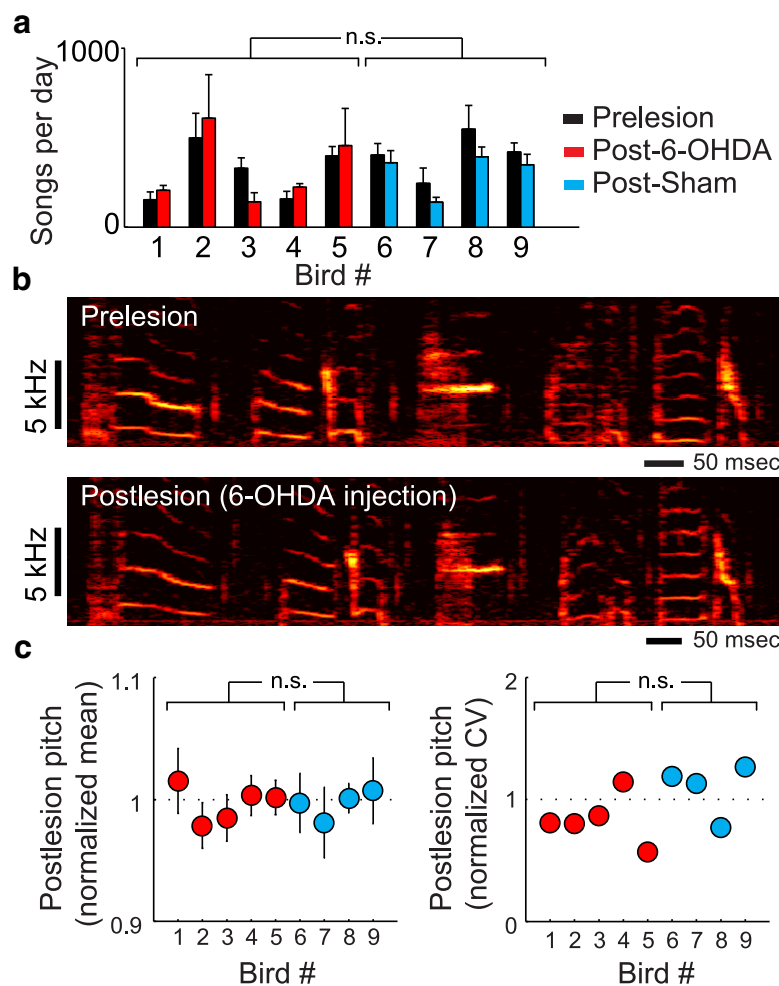 a
n.s.
1000
0
Songs per day
1 2 3 4 5 6 7 8 9
Bird #
Prelesion
Post-6-OHDA
Post-Sham
b
Prelesion
5 kHz
50 msec
Postlesion (6-OHDA injection)
5 kHz
50 msec
c
n.s.
1.1
1
0.9
Postlesion pitch
(normalized mean)
1 2 3 4 5 6 7 8 9
Bird #
n.s.
2
1
0
Postlesion pitch
(normalized CV)
1 2 3 4 5 6 7 8 9
Bird #